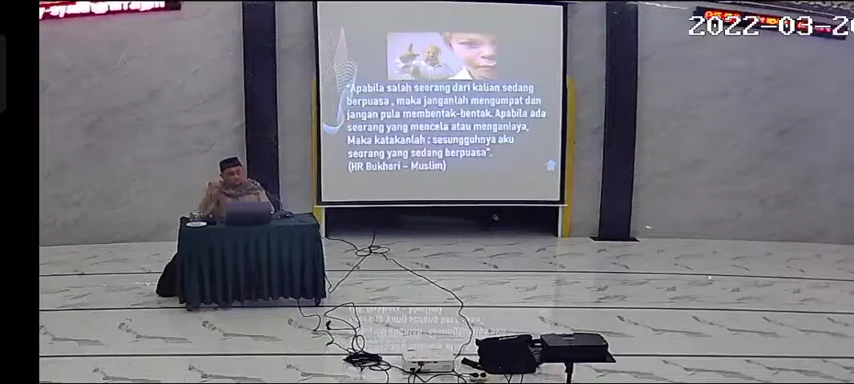 2022-03-2
"Apabila salah seorang dari kalian sedang
berpuasa , maka janganlah mengumpat dan
jangan pula membentak-bentak. Apabila ada
seorang yang mencela atau menganiaya,
Maka katakanlah : sesungguhnya aku
seorang yang sedang berpuasa".
(HR Bukhori – Muslim)